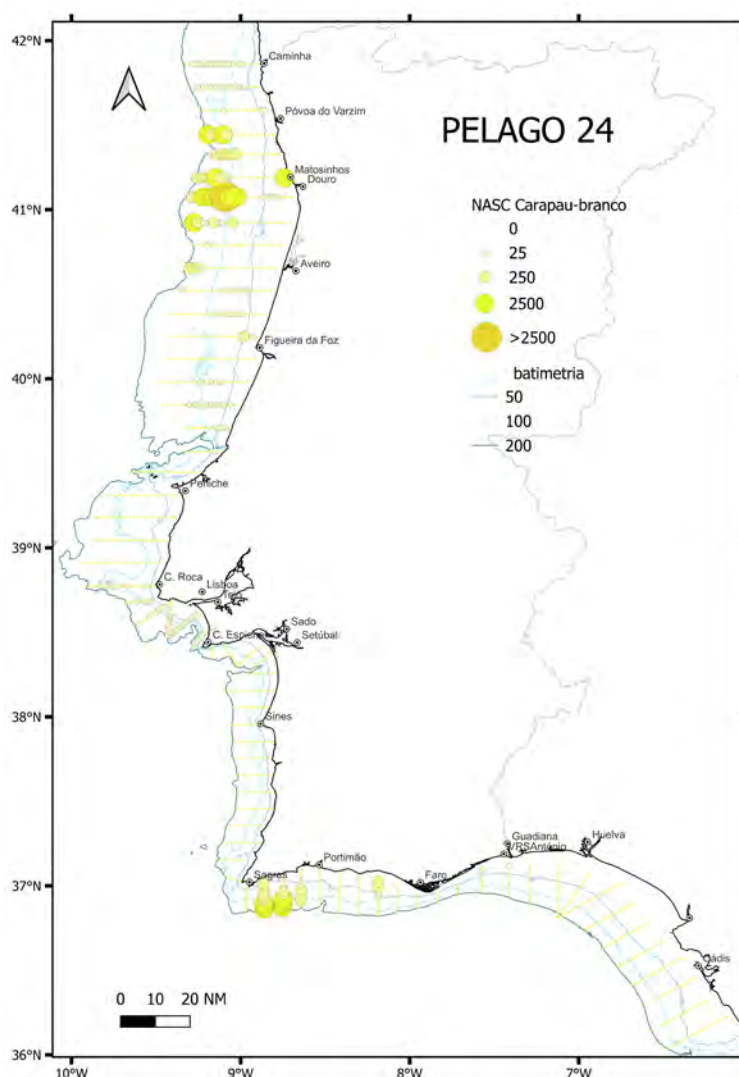 42°N
Caminha
Póvoa do Varzim
PELAGO 24
Matosinhos
Douro
41°N
NASC Carapau-branco
0
25
250
2500
>2500
batimetria
50
100
200
Aveiro
Figueira da Foz
40°N
Peniche
39°N
C. Roca
Lisboa
C. Espichel
Sado
Setúbal
38°N
Sines
Guadiana
VRSAntónio
Huelva
Portimão
Sagres
Faro
37°N
Cádis
0 10 20 NM
36°N
10°W 9°W 8°W 7°W